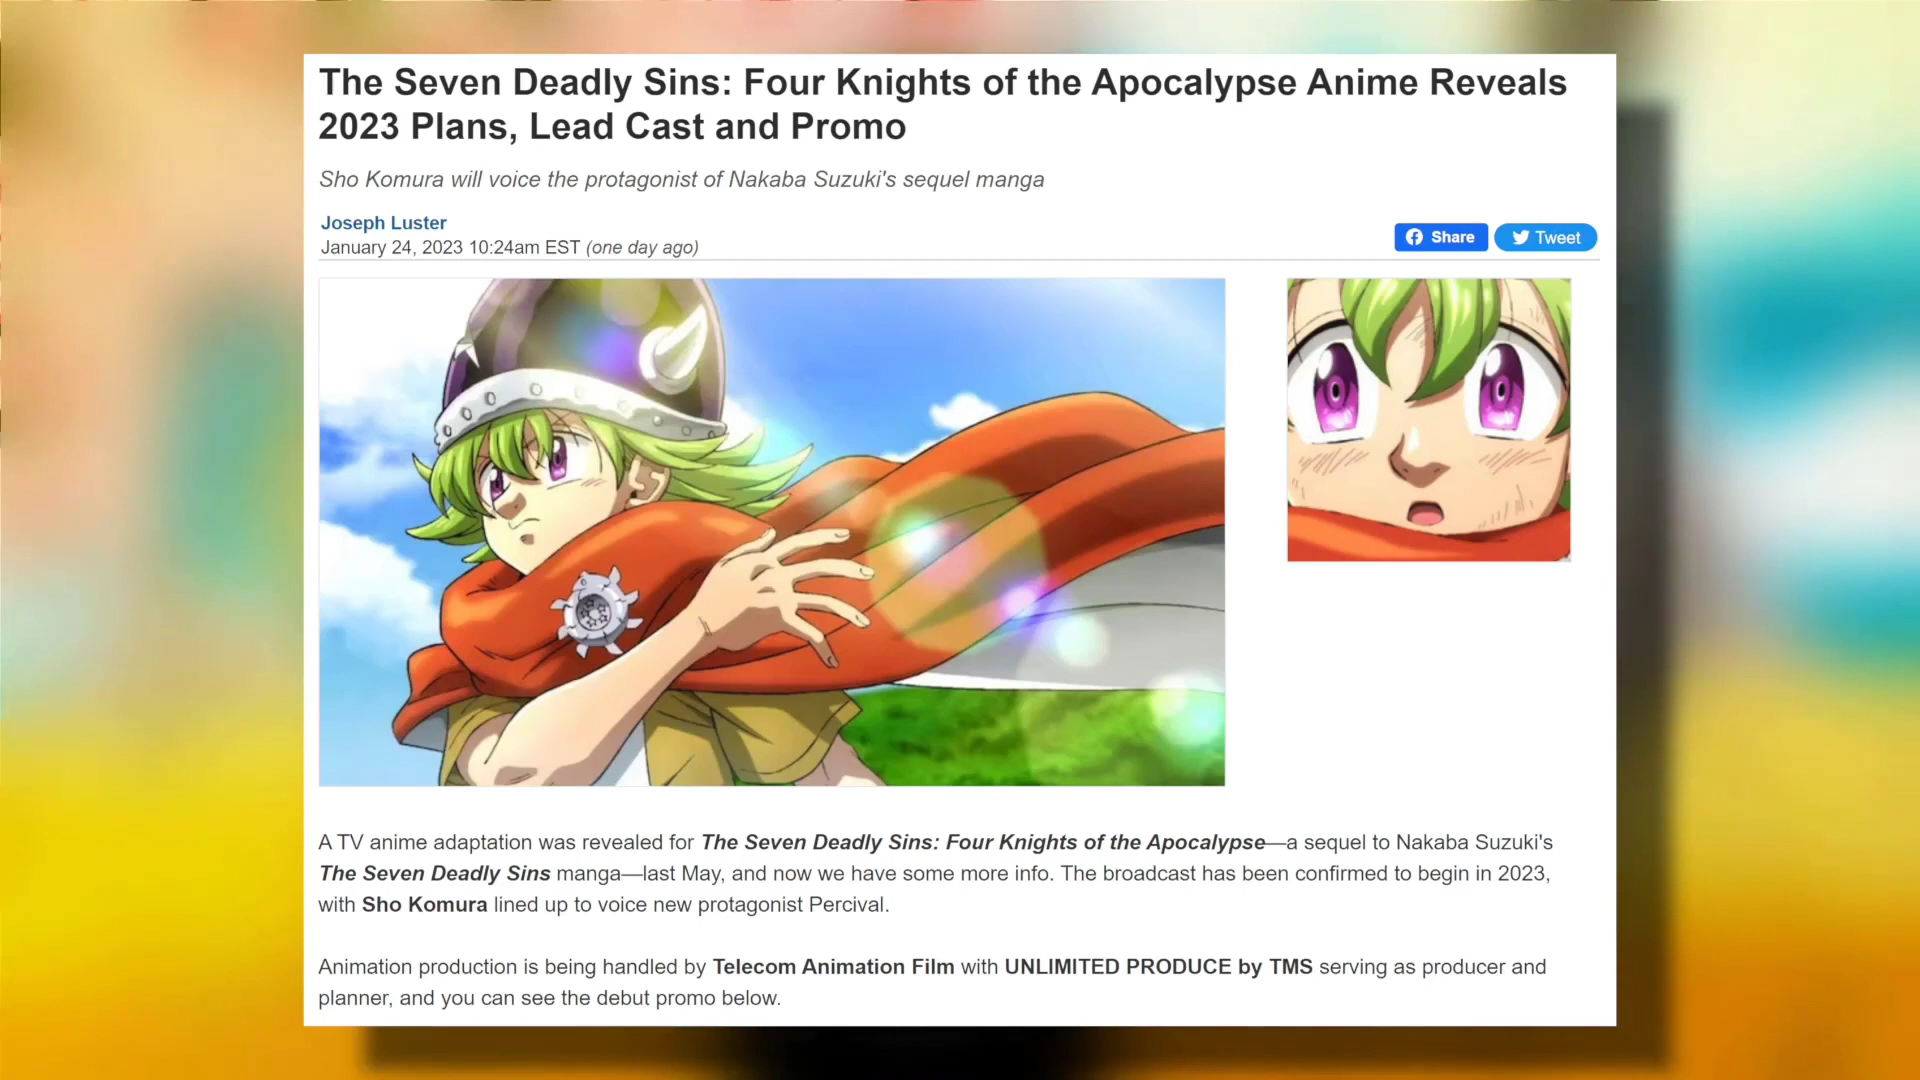 The Seven Deadly Sins: Four Knights of the Apocalypse Anime Reveals
2023 Plans, Lead Cast and Promo
Sho Komura will voice the protagonist of Nakaba Suzuki's sequel manga
Joseph Luster
January 24, 2023 10:24am EST (one day ago)
Share
Tweet
A TV anime adaptation was revealed for The Seven Deadly Sins: Four Knights of the Apocalypse—a sequel to Nakaba Suzuki's
The Seven Deadly Sins manga—last May, and now we have some more info. The broadcast has been confirmed to begin in 2023,
with Sho Komura lined up to voice new protagonist Percival.
Animation production is being handled by Telecom Animation Film with UNLIMITED PRODUCE by TMS serving as producer and
planner, and you can see the debut promo below.